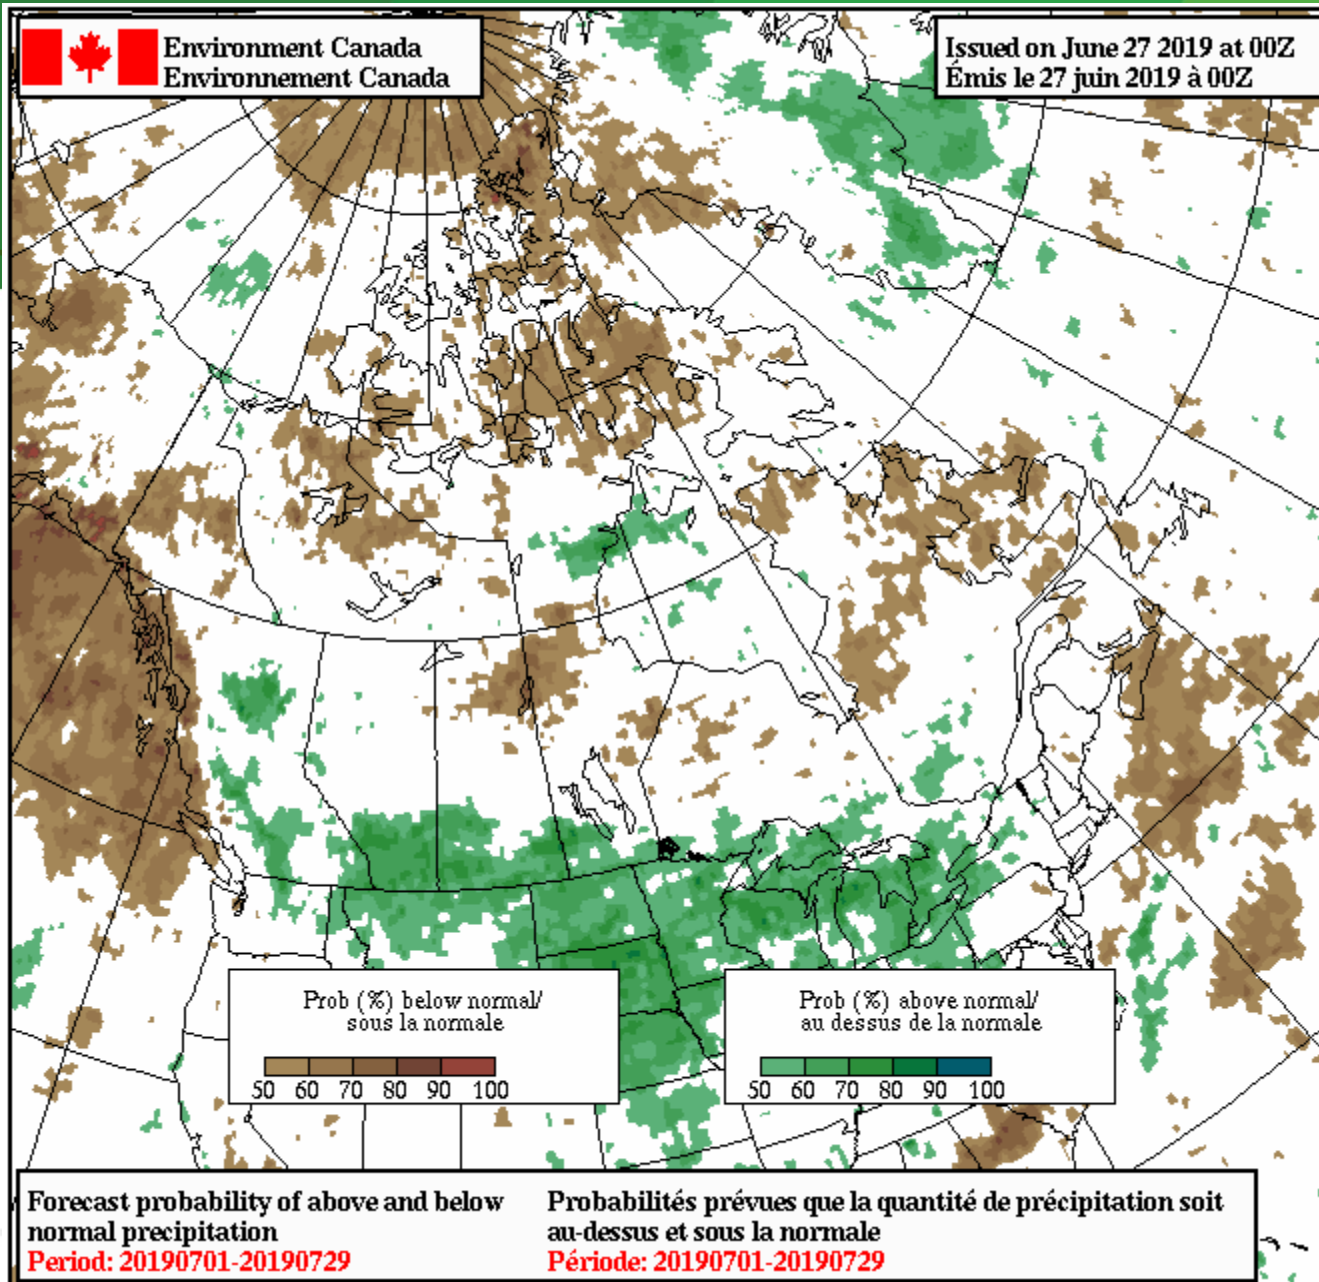 Environment Canada
Environnement Canada
Issued on June 27 2019 at 00Z
Émis le 27 juin 2019 à 00Z
Prob (%) below normal/
sous la normale
50 60 70 80 90 100
Prob (%) above normal/
au dessus de la normale
50 60 70 80 90 100
Forecast probability of above and below
normal precipitation
Period: 20190701-20190729
Probabilités prévues que la quantité de précipitation soit
au-dessus et sous la normale
Période: 20190701-20190729